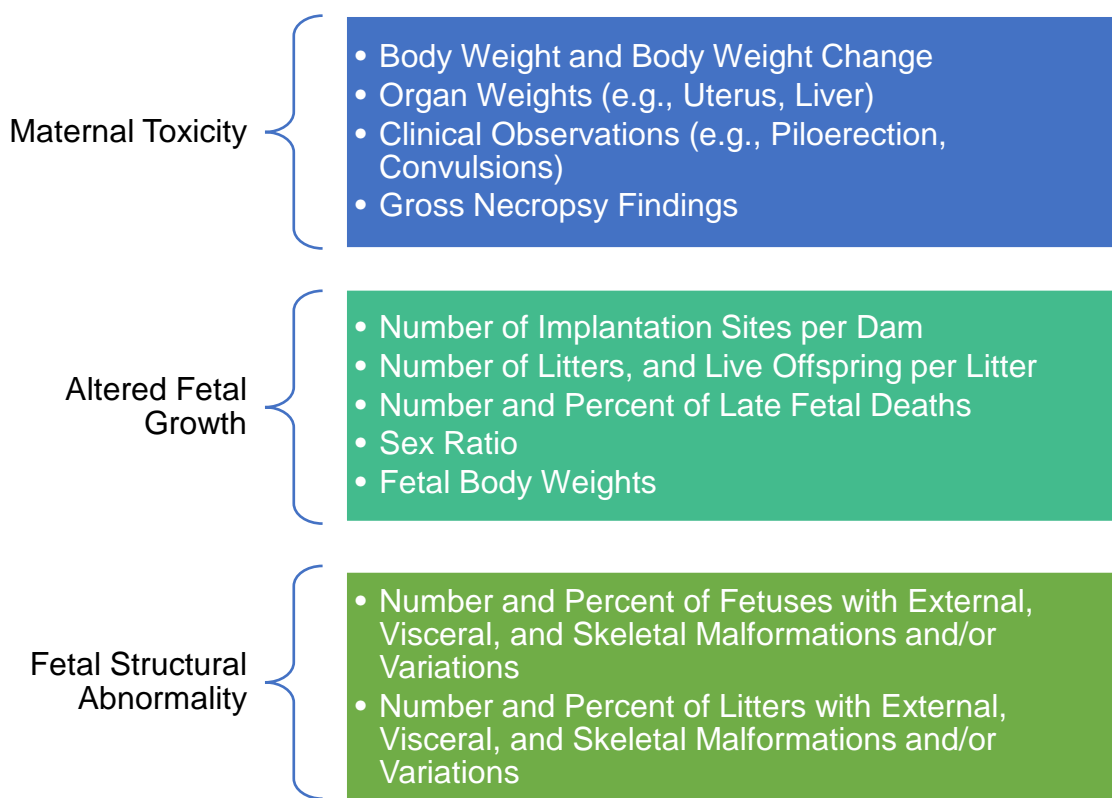 Maternal Toxicity
• Body Weight and Body Weight Change
• Organ Weights (e.g., Uterus, Liver)
• Clinical Observations (e.g., Piloerection,
Convulsions)
• Gross Necropsy Findings
Altered Fetal
Growth
• Number of Implantation Sites per Dam
• Number of Litters, and Live Offspring per Litter
• Number and Percent of Late Fetal Deaths
• Sex Ratio
• Fetal Body Weights
Fetal Structural
Abnormality
• Number and Percent of Fetuses with External,
Visceral, and Skeletal Malformations and/or
Variations
• Number and Percent of Litters with External,
Visceral, and Skeletal Malformations and/or
Variations